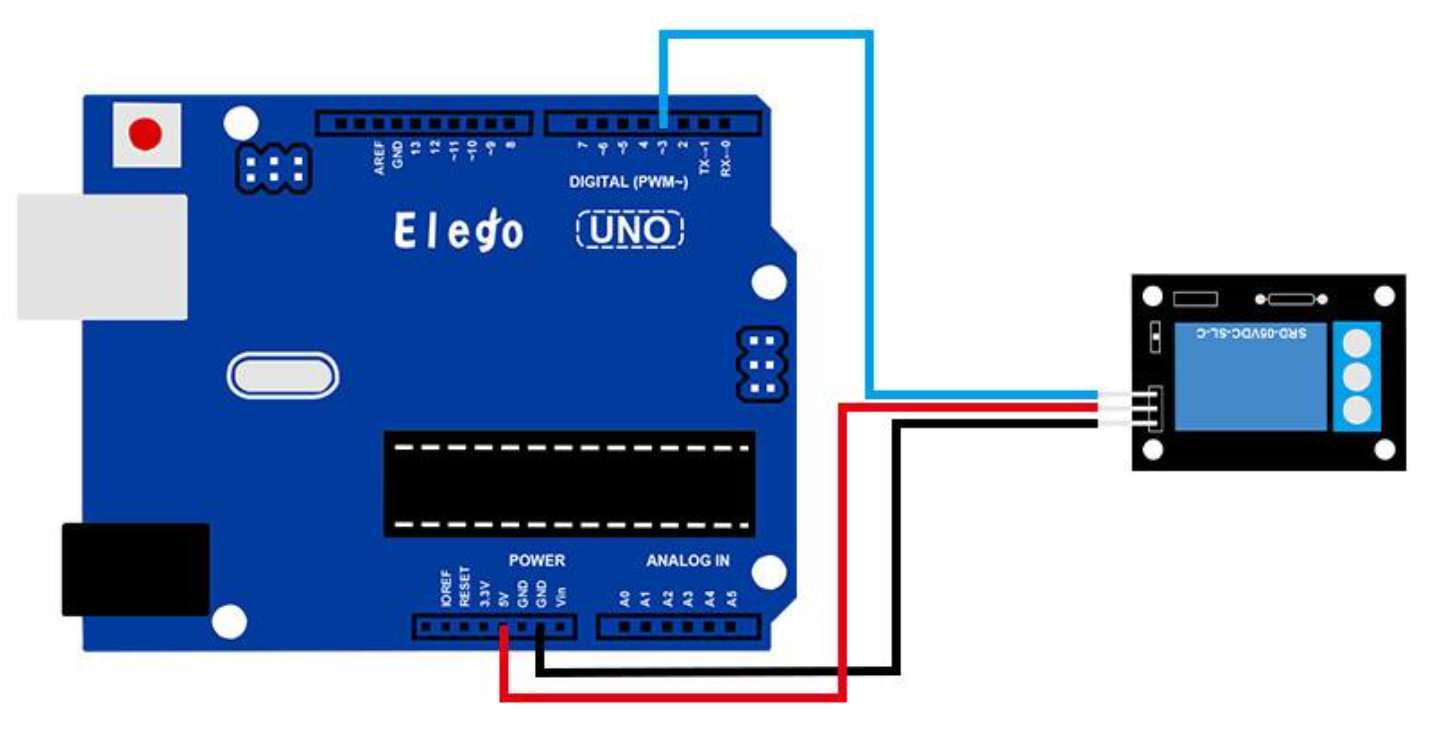 AREF
GND
13
12
~11
~10
~9
8
7
~6
~5
4
~3
2
TX→1
RX←0
DIGITAL (PWM~)
Elego
UNO
SRD-05VDC-SL-C
POWER
ANALOG IN
IOREF
RESET
3.3V
5V
GND
GND
Vin
A0
A1
A2
A3
A4
A5